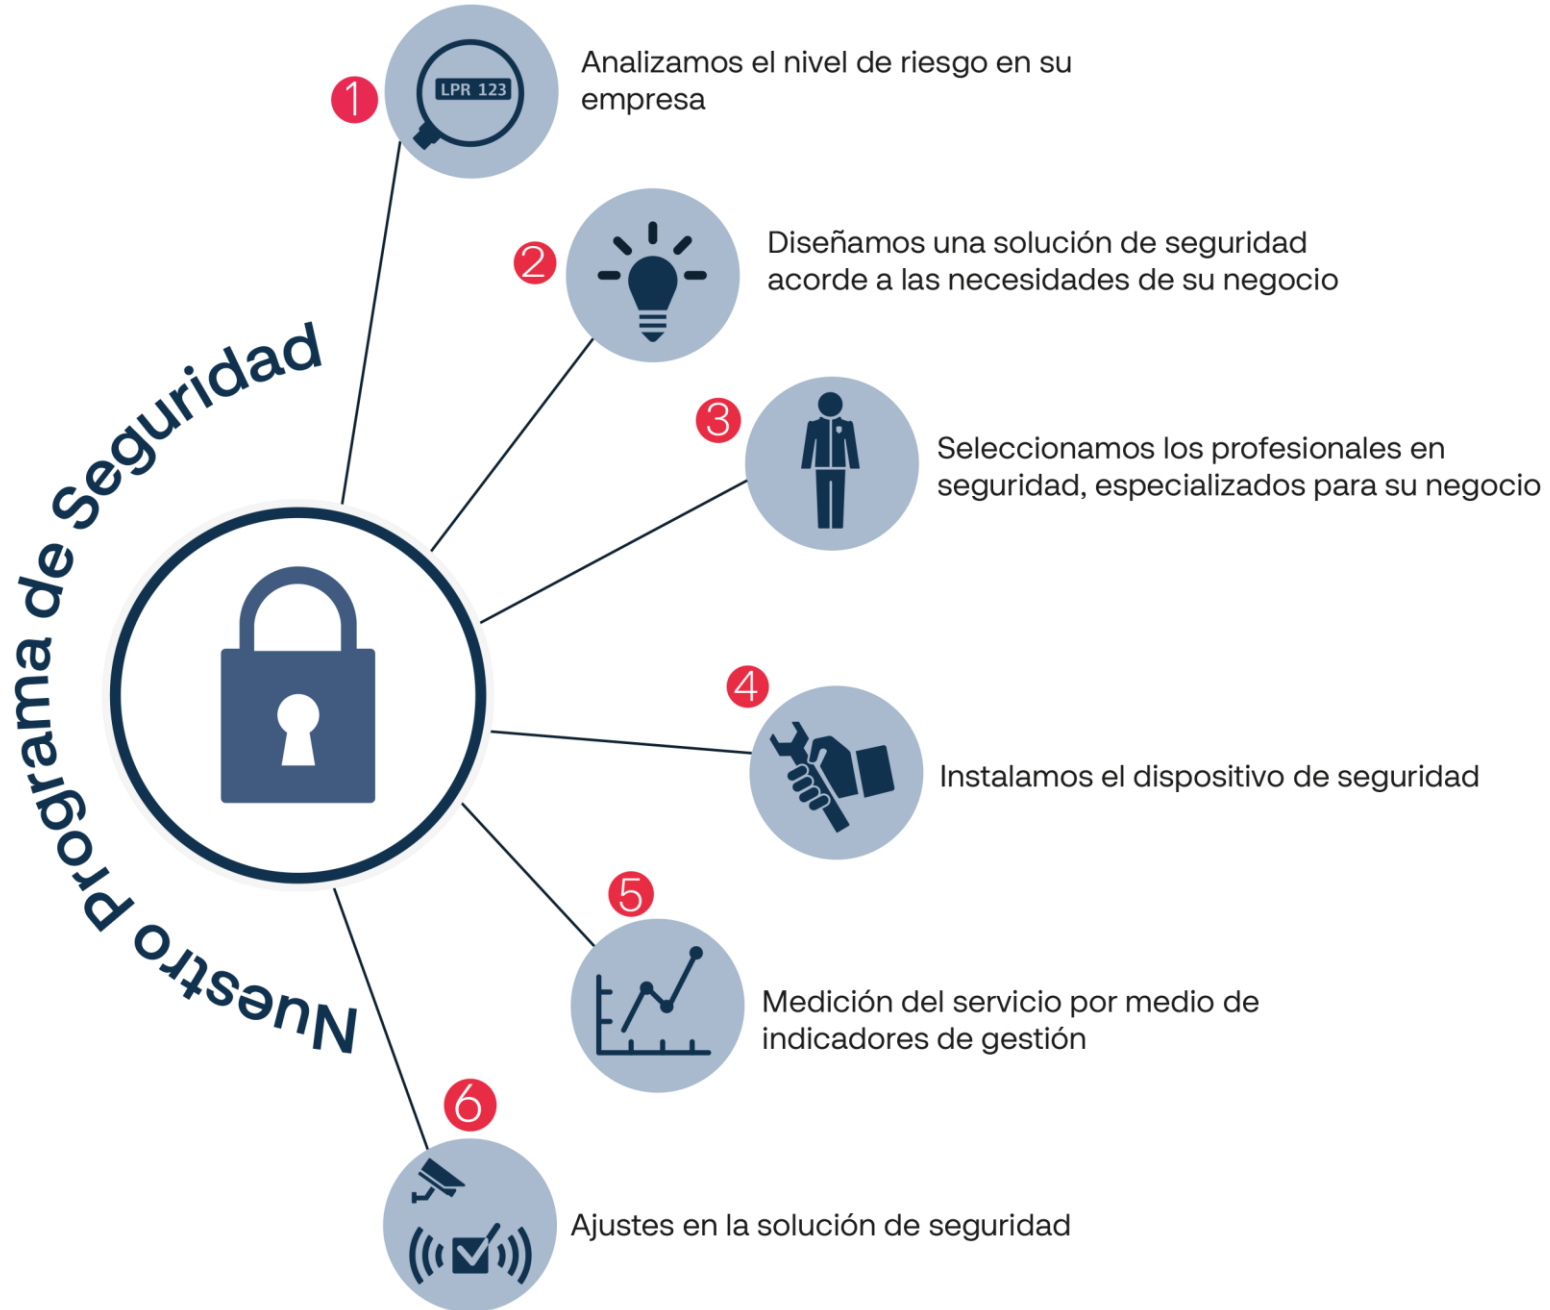 Nuestro Programa de Seguridad
1
LPR 123
Analizamos el nivel de riesgo en su
empresa
2
Diseñamos una solución de seguridad
acorde a las necesidades de su negocio
3
Seleccionamos los profesionales en
seguridad, especializados para su negocio
4
Instalamos el dispositivo de seguridad
5
Medición del servicio por medio de
indicadores de gestión
6
Ajustes en la solución de seguridad